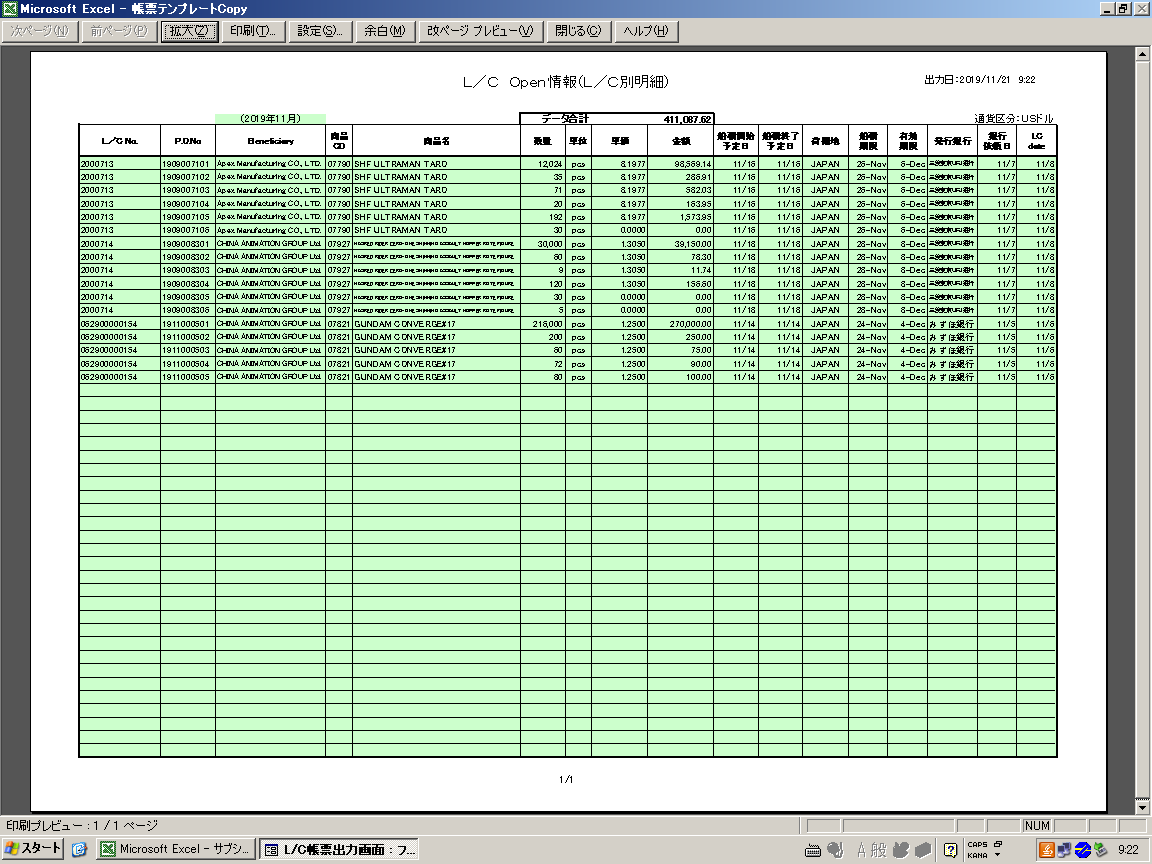 Microsoft Excel - 帳票テンプレートCopy
次ページ(N) 前ページ(P) 拡大(Z) 印刷(T)... 設定(S)... 余白(M) 改ページ プレビュー(V) 閉じる(C) ヘルプ(H)
L/C Open情報(L/C別明細)
出力日:2019/11/21 9:22
(2019年11月) データ合計 411,087.62 通貨区分:USドル
L/C No. P.O.No Beneficiary 商品CD 商品名 数量 単位 単価 金額 船積開始予定日 船積終了予定日 荷揚地 船積期限 有効期限 発行銀行 銀行依頼日 LC date
2000713 1909007101 Apex Manufacturing CO., LTD. 07790 SHF ULTRAMAN TARO 12,024 pcs 8.1977 98,569.14 11/16 11/16 JAPAN 26-Nov 6-Dec 11/7 11/8
2000713 1909007102 Apex Manufacturing CO., LTD. 07790 SHF ULTRAMAN TARO 35 pcs 8.1977 286.91 11/16 11/16 JAPAN 26-Nov 6-Dec 11/7 11/8
2000713 1909007103 Apex Manufacturing CO., LTD. 07790 SHF ULTRAMAN TARO 71 pcs 8.1977 582.03 11/16 11/16 JAPAN 26-Nov 6-Dec 11/7 11/8
2000713 1909007104 Apex Manufacturing CO., LTD. 07790 SHF ULTRAMAN TARO 20 pcs 8.1977 163.95 11/16 11/16 JAPAN 26-Nov 6-Dec 11/7 11/8
2000713 1909007105 Apex Manufacturing CO., LTD. 07790 SHF ULTRAMAN TARO 192 pcs 8.1977 1,573.95 11/16 11/16 JAPAN 26-Nov 6-Dec 11/7 11/8
2000713 1909007106 Apex Manufacturing CO., LTD. 07790 SHF ULTRAMAN TARO 30 pcs 0.0000 0.00 11/16 11/16 JAPAN 26-Nov 6-Dec 11/7 11/8
2000714 1909008301 CHINA ANIMATION GROUP Ltd. 07927 30,000 pcs 1.3050 39,150.00 11/18 11/18 JAPAN 28-Nov 8-Dec 11/7 11/8
2000714 1909008302 CHINA ANIMATION GROUP Ltd. 07927 60 pcs 1.3050 78.30 11/18 11/18 JAPAN 28-Nov 8-Dec 11/7 11/8
2000714 1909008303 CHINA ANIMATION GROUP Ltd. 07927 9 pcs 1.3050 11.74 11/18 11/18 JAPAN 28-Nov 8-Dec 11/7 11/8
2000714 1909008304 CHINA ANIMATION GROUP Ltd. 07927 120 pcs 1.3050 156.60 11/18 11/18 JAPAN 28-Nov 8-Dec 11/7 11/8
2000714 1909008305 CHINA ANIMATION GROUP Ltd. 07927 30 pcs 0.0000 0.00 11/18 11/18 JAPAN 28-Nov 8-Dec 11/7 11/8
2000714 1909008306 CHINA ANIMATION GROUP Ltd. 07927 5 pcs 0.0000 0.00 11/18 11/18 JAPAN 28-Nov 8-Dec 11/7 11/8
052900000154 1911000501 CHINA ANIMATION GROUP Ltd. 07821 GUNDAM CONVERGE#17 216,000 pcs 1.2500 270,000.00 11/14 11/14 JAPAN 24-Nov 4-Dec みずほ銀行 11/5 11/6
052900000154 1911000502 CHINA ANIMATION GROUP Ltd. 07821 GUNDAM CONVERGE#17 200 pcs 1.2500 250.00 11/14 11/14 JAPAN 24-Nov 4-Dec みずほ銀行 11/5 11/6
052900000154 1911000503 CHINA ANIMATION GROUP Ltd. 07821 GUNDAM CONVERGE#17 60 pcs 1.2500 75.00 11/14 11/14 JAPAN 24-Nov 4-Dec みずほ銀行 11/5 11/6
052900000154 1911000504 CHINA ANIMATION GROUP Ltd. 07821 GUNDAM CONVERGE#17 72 pcs 1.2500 90.00 11/14 11/14 JAPAN 24-Nov 4-Dec みずほ銀行 11/5 11/6
052900000154 1911000505 CHINA ANIMATION GROUP Ltd. 07821 GUNDAM CONVERGE#17 80 pcs 1.2500 100.00 11/14 11/14 JAPAN 24-Nov 4-Dec みずほ銀行 11/5 11/6
1/1
印刷プレビュー : 1 / 1 ページ NUM
スタート Microsoft Excel - サブシ... L/C帳票出力画面 : フ... A 般 CAPS KANA 9:22